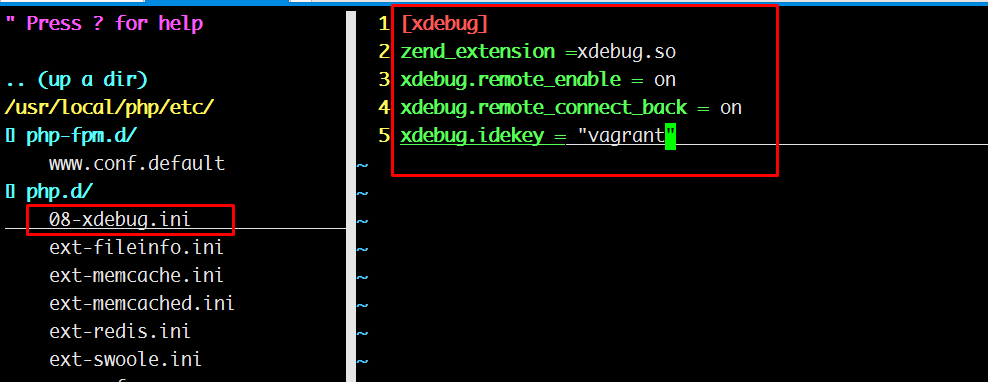 " Press ? for help
.. (up a dir)
/usr/local/php/etc/
php-fpm.d/
www.conf.default
php.d/
08-xdebug.ini
ext-fileinfo.ini
ext-memcache.ini
ext-memcached.ini
ext-redis.ini
ext-swoole.ini
1 [xdebug]
2 zend_extension =xdebug.so
3 xdebug.remote_enable = on
4 xdebug.remote_connect_back = on
5 xdebug.idekey = "vagrant"
~
~
~
~
~
~
~
~